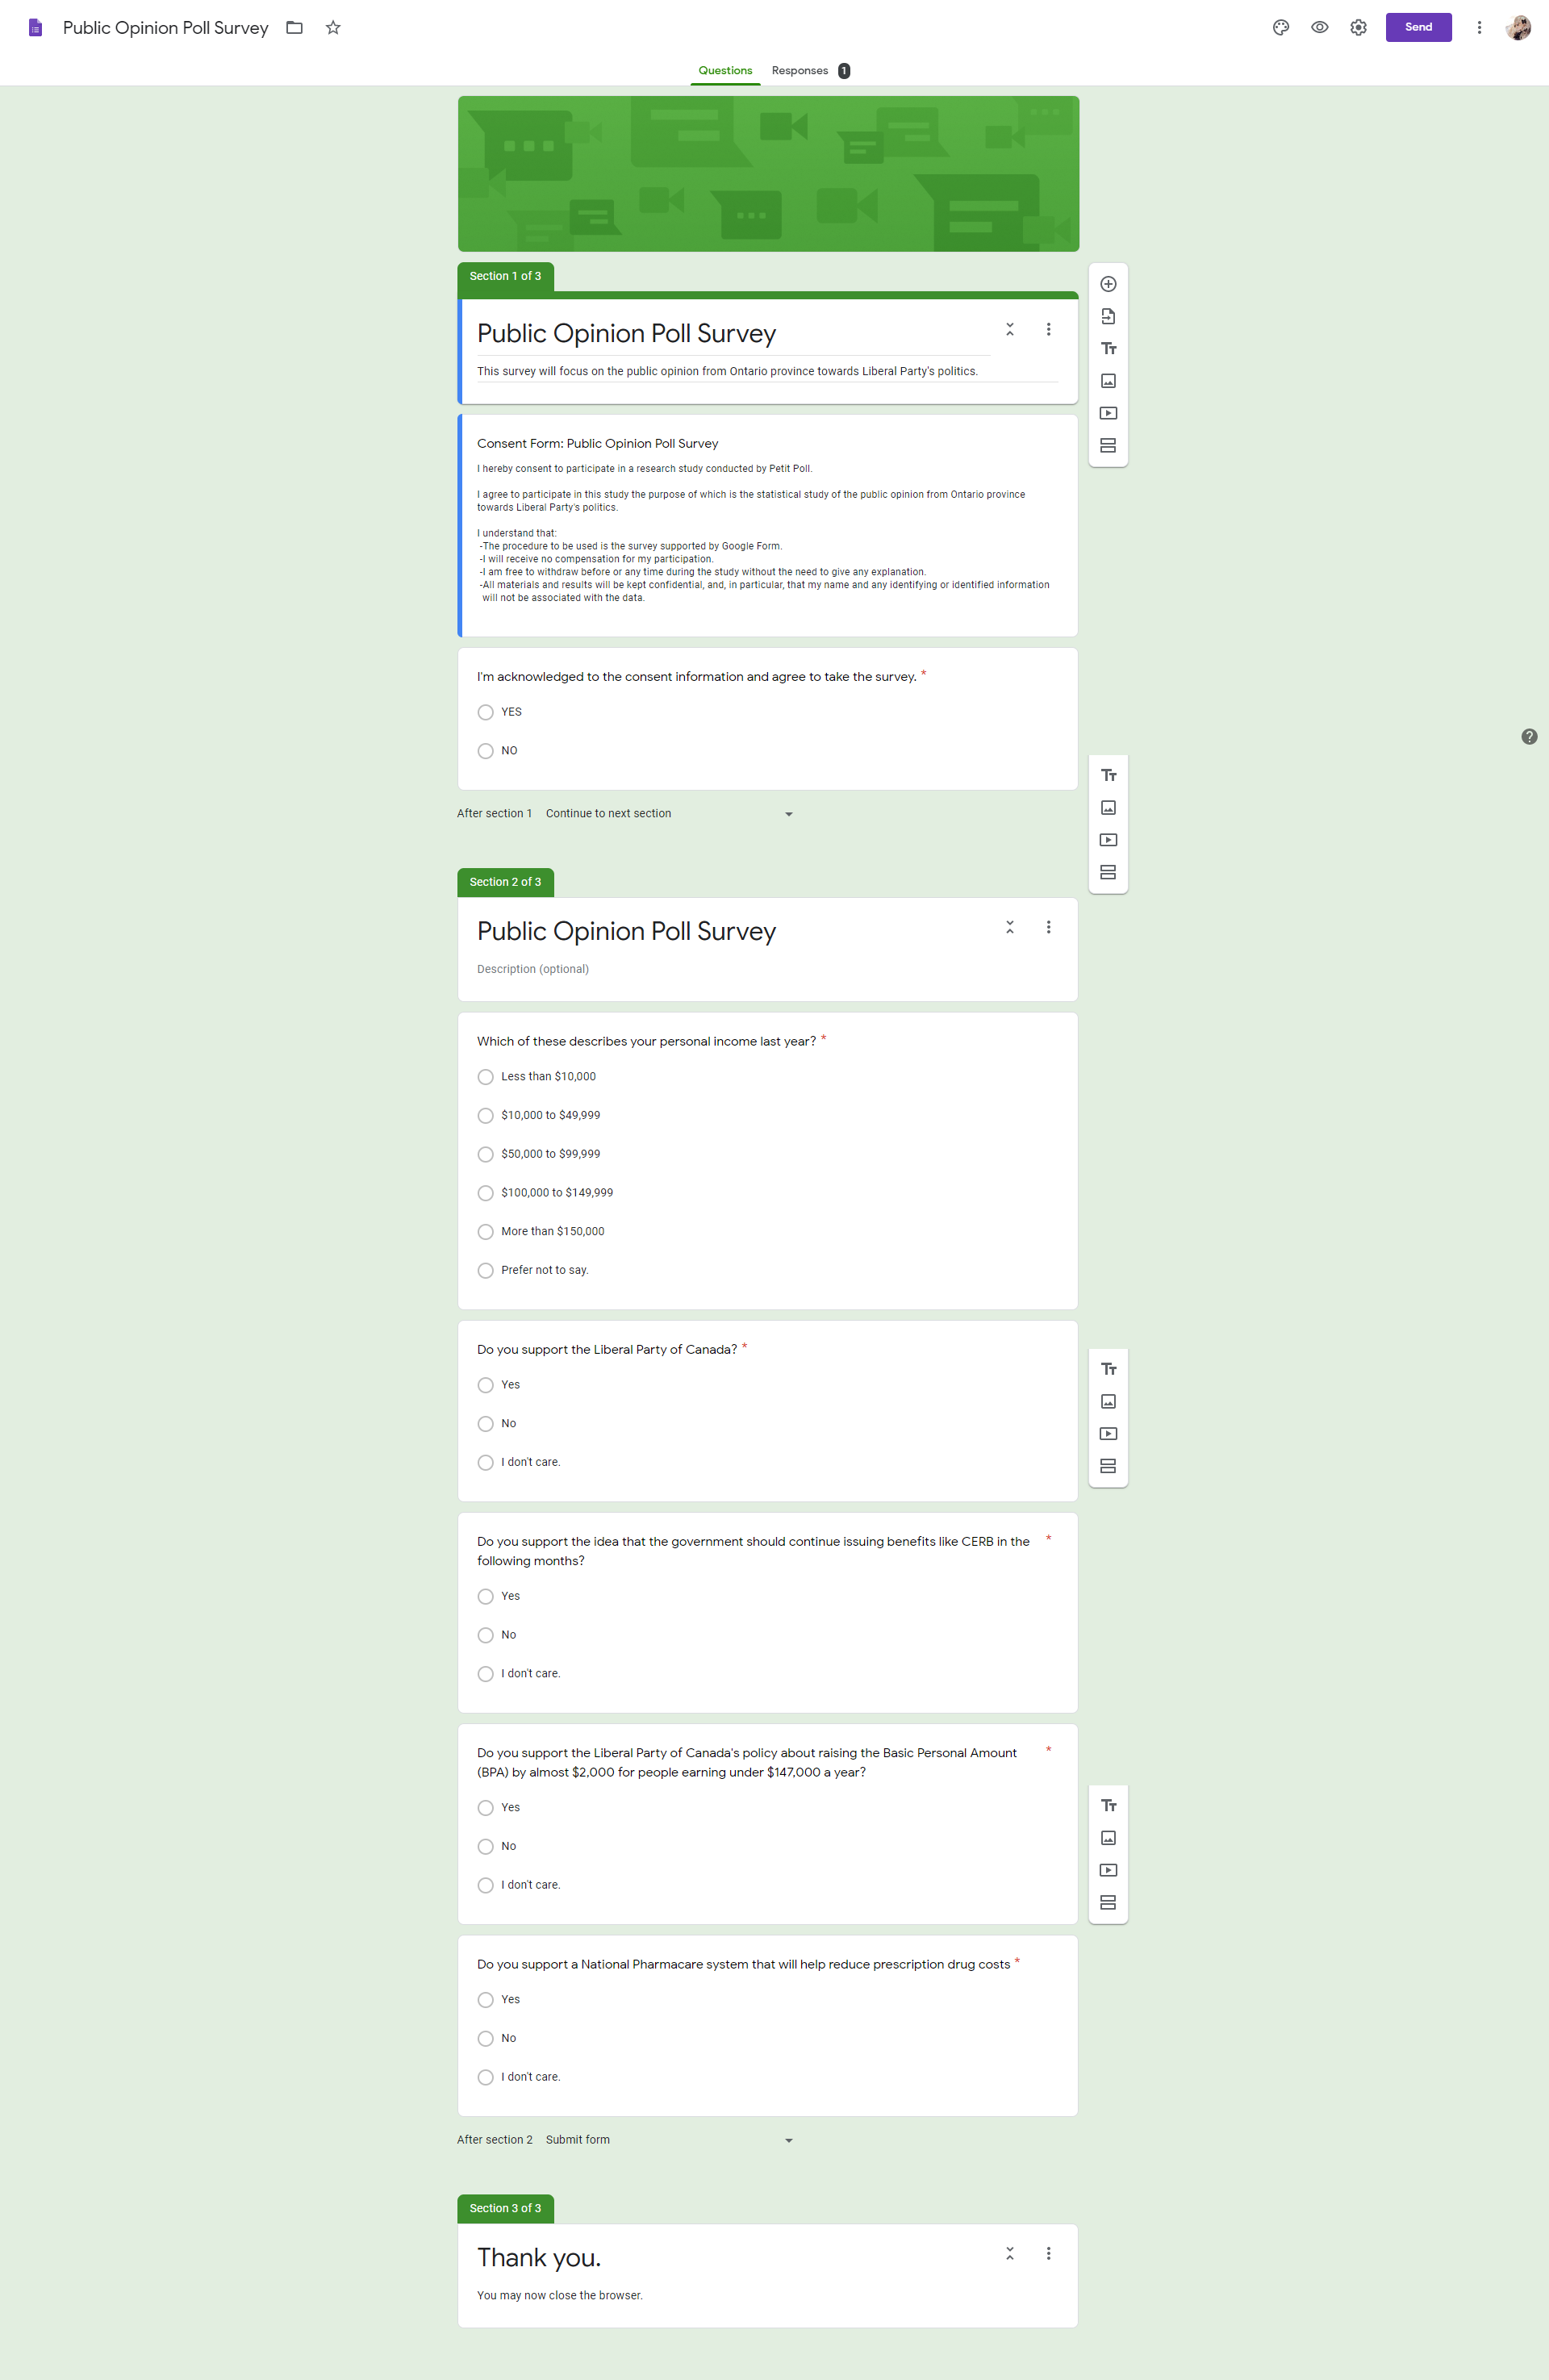 Public Opinion Poll Survey
Send
Questions
Responses 1
Section 1 of 3
Public Opinion Poll Survey
This survey will focus on the public opinion from Ontario province towards Liberal Party's politics.
Consent Form: Public Opinion Poll Survey
I hereby consent to participate in a research study conducted by Petit Poll.
I agree to participate in this study the purpose of which is the statistical study of the public opinion from Ontario province
towards Liberal Party's politics.
I understand that:
-The procedure to be used is the survey supported by Google Form.
-I will receive no compensation for my participation.
-I am free to withdraw before or any time during the study without the need to give any explanation.
-All materials and results will be kept confidential, and, in particular, that my name and any identifying or identified information
will not be associated with the data.
I'm acknowledged to the consent information and agree to take the survey. *
YES
NO
After section 1 Continue to next section
Section 2 of 3
Public Opinion Poll Survey
Description (optional)
Which of these describes your personal income last year? *
Less than $10,000
$10,000 to $49,999
$50,000 to $99,999
$100,000 to $149,999
More than $150,000
Prefer not to say.
Do you support the Liberal Party of Canada? *
Yes
No
I don't care.
Do you support the idea that the government should continue issuing benefits like CERB in the *
following months?
Yes
No
I don't care.
Do you support the Liberal Party of Canada's policy about raising the Basic Personal Amount *
(BPA) by almost $2,000 for people earning under $147,000 a year?
Yes
No
I don't care.
Do you support a National Pharmacare system that will help reduce prescription drug costs *
Yes
No
I don't care.
After section 2 Submit form
Section 3 of 3
Thank you.
You may now close the browser.